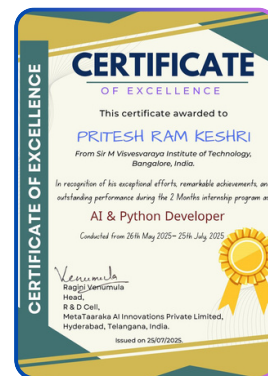 CERTIFICATE OF EXCELLENCE
CERTIFICATE
OF EXCELLENCE
This certificate awarded to
PRITESH RAM KESHRI
From Sir M Visvesvaraya Institute of Technology,
Bangalore, India.
In recognition of his exceptional efforts, remarkable achievements, an
outstanding performance during the 2 Months internship program as
AI & Python Developer
Conducted from 26th May 2025– 25th July, 2025
Venumula
Ragini Venumula
Head,
R & D Cell,
MetaTaraka AI Innovations Private Limited,
Hyderabad, Telangana, India.
Issued on 25/07/2025.